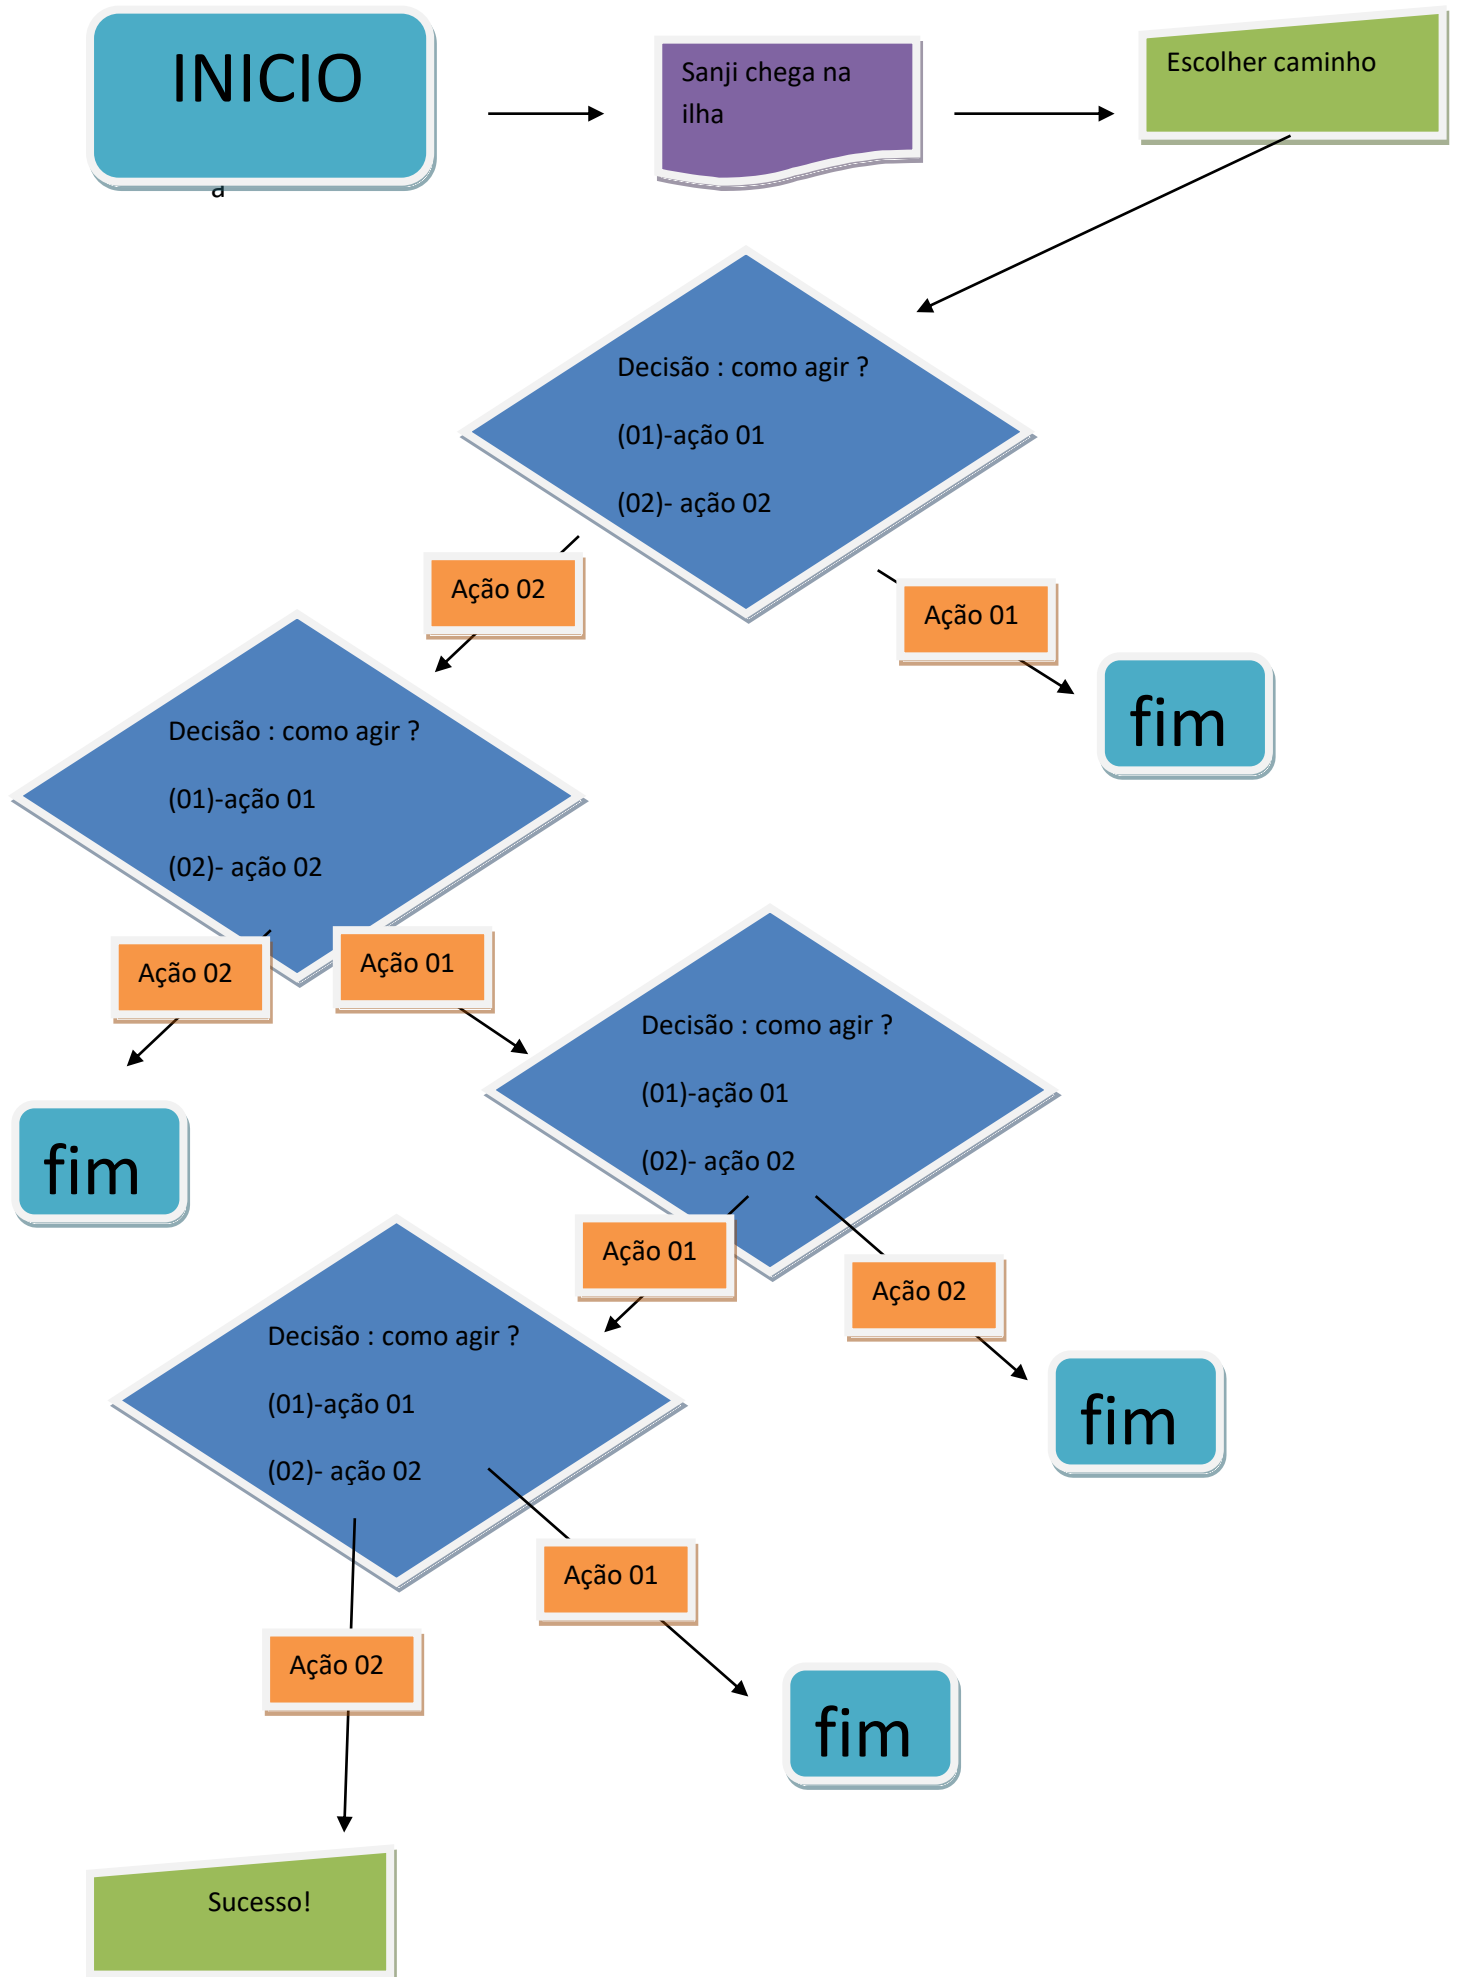 INICIO
Sanji chega na
ilha
Escolher caminho
a
Decisão : como agir ?
(01)-ação 01
(02)- ação 02
Ação 02
Ação 01
fim
Decisão : como agir ?
(01)-ação 01
(02)- ação 02
Ação 02
Ação 01
Decisão : como agir ?
(01)-ação 01
(02)- ação 02
fim
Ação 01
Ação 02
Decisão : como agir ?
(01)-ação 01
(02)- ação 02
fim
Ação 01
Ação 02
fim
Sucesso!